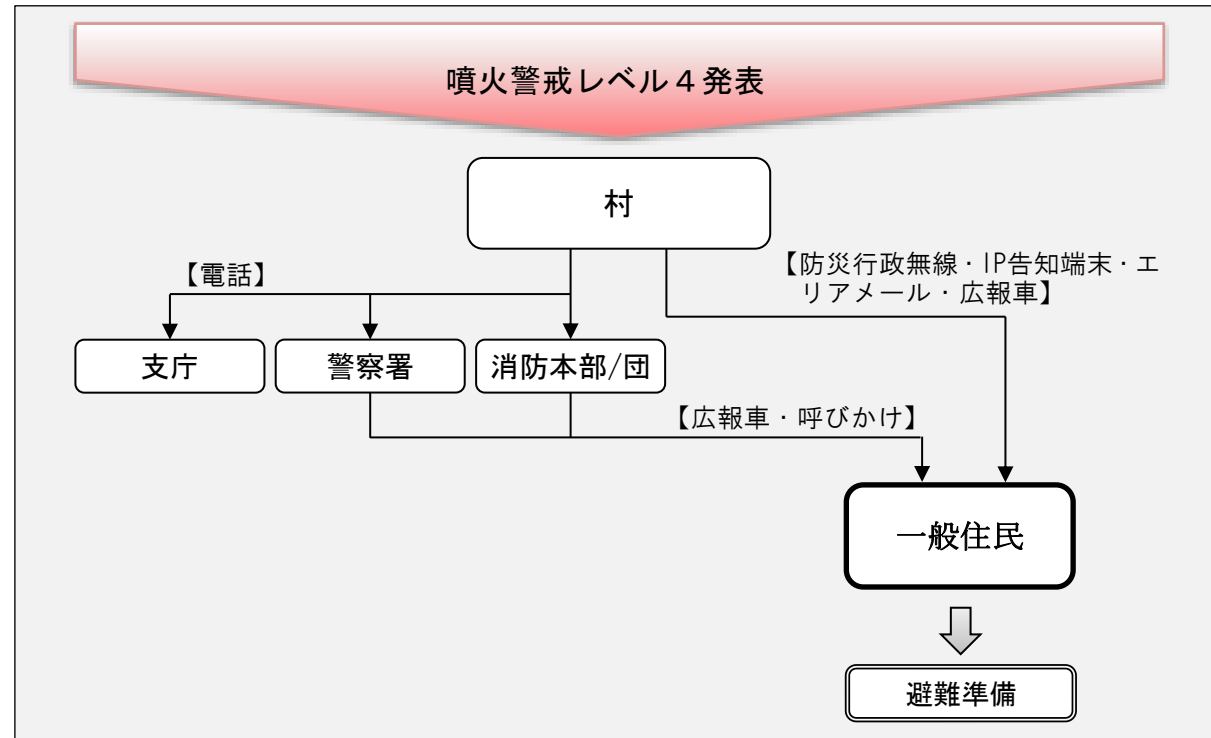 噴火警戒レベル４発表
村
【電話】
【防災行政無線・IP告知端末・エ
リアメール・広報車】
支庁
警察署
消防本部/団
【広報車・呼びかけ】
一般住民
避難準備